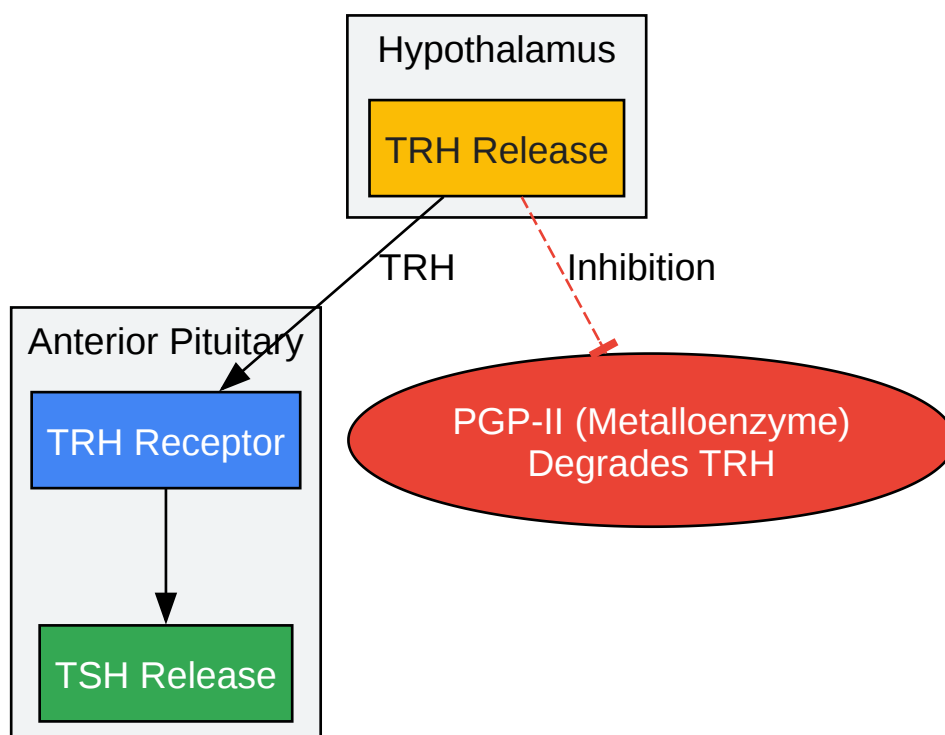 Hypothalamus
TRH Release
TRH
Inhibition
Anterior Pituitary
TRH Receptor
PGP-II (Metalloenzyme)
Degrades TRH
TSH Release